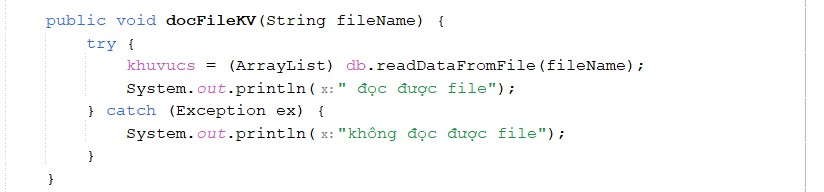 public void docFileKV(String fileName) {
try {
khuvucs = (ArrayList) db.readDataFromFile(fileName);
System.out.println( x: " đọc được file");
} catch (Exception ex) {
System.out.println( x: "không đọc được file");
}
}